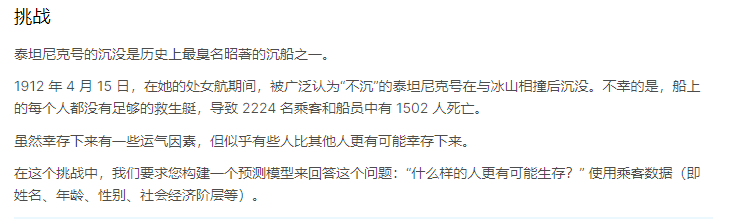 挑战
泰坦尼克号的沉没是历史上最臭名昭著的沉船之一。
1912 年 4 月 15 日，在她的处女航期间，被广泛认为“不沉”的泰坦尼克号在与冰山相撞后沉没。不幸的是，船上
的每个人都没有足够的救生艇，导致 2224 名乘客和船员中有 1502 人死亡。
虽然幸存下来有一些运气因素，但似乎有些人比其他人更有可能幸存下来。
在这个挑战中，我们要求您构建一个预测模型来回答这个问题：“什么样的人更有可能生存？” 使用乘客数据（即
姓名、年龄、性别、社会经济阶层等）。